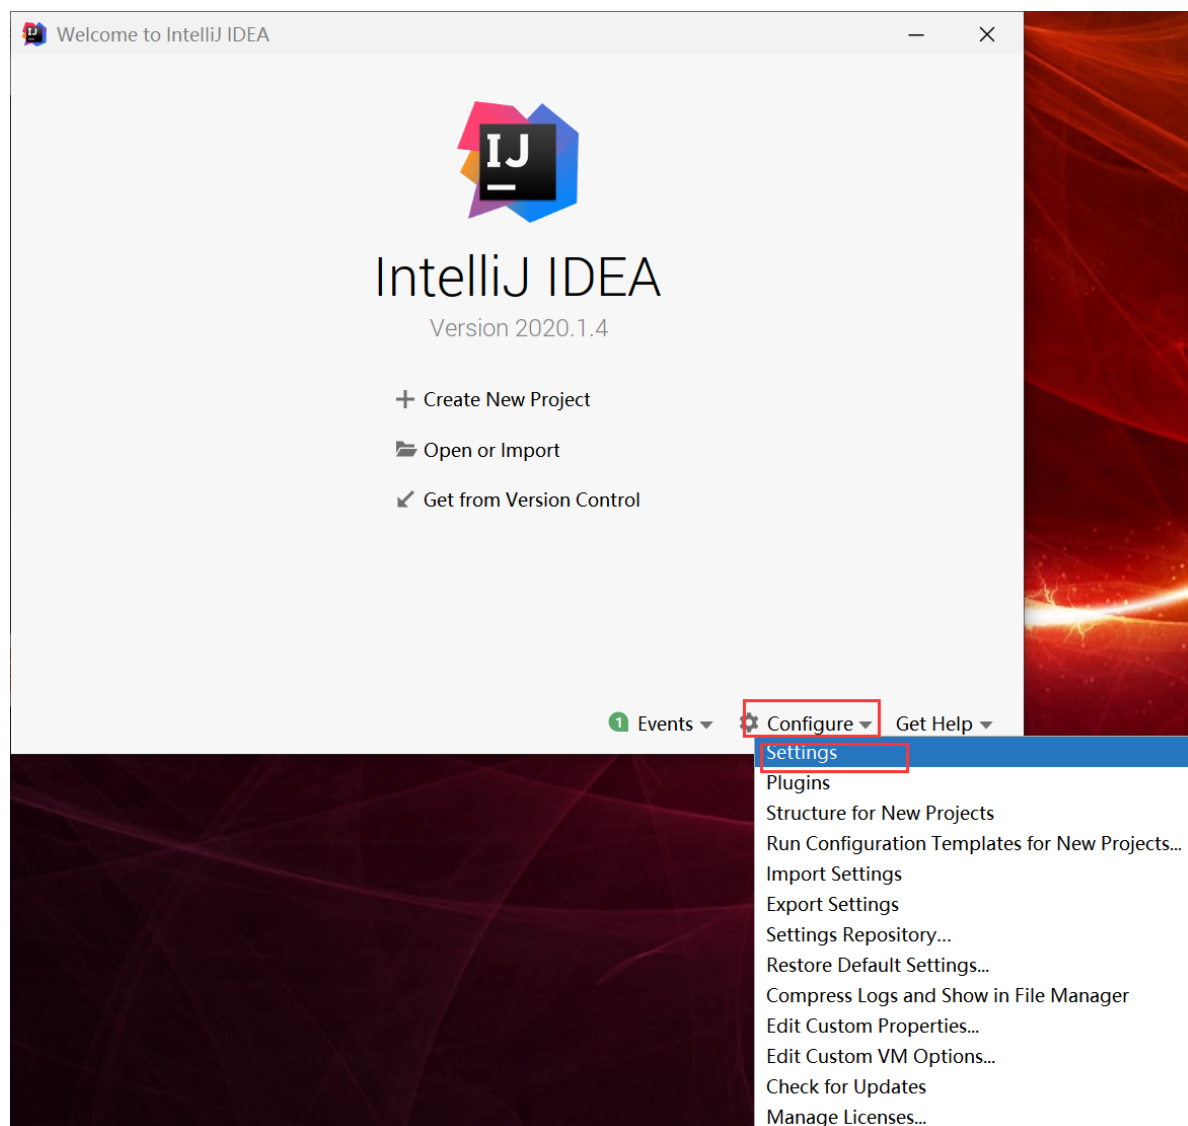 IJ Welcome to IntelliJ IDEA
IJ
IntelliJ IDEA
Version 2020.1.4
Create New Project
Open or Import
Get from Version Control
1 Events Configure Get Help
Settings
Plugins
Structure for New Projects
Run Configuration Templates for New Projects...
Import Settings
Export Settings
Settings Repository...
Restore Default Settings...
Compress Logs and Show in File Manager
Edit Custom Properties...
Edit Custom VM Options...
Check for Updates
Manage Licenses...